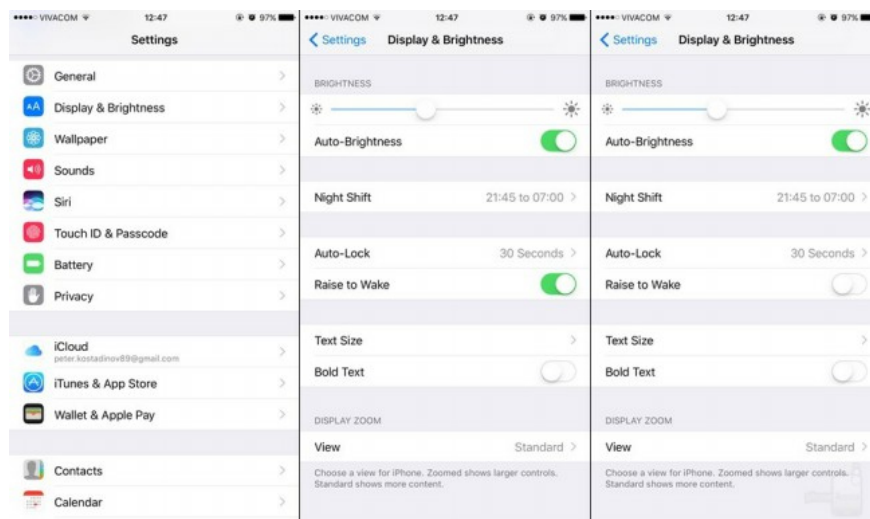 VIVACOM 12:47 97%
Settings
General
Display & Brightness
Wallpaper
Sounds
Siri
Touch ID & Passcode
Battery
Privacy
iCloud
peter.kostadinov89@gmail.com
iTunes & App Store
Wallet & Apple Pay
Contacts
Calendar
VIVACOM 12:47 97%
Settings Display & Brightness
BRIGHTNESS
Auto-Brightness
Night Shift 21:45 to 07:00
Auto-Lock 30 Seconds
Raise to Wake
Text Size
Bold Text
DISPLAY ZOOM
View Standard
Choose a view for iPhone. Zoomed shows larger controls.
Standard shows more content.
VIVACOM 12:47 97%
Settings Display & Brightness
BRIGHTNESS
Auto-Brightness
Night Shift 21:45 to 07:00
Auto-Lock 30 Seconds
Raise to Wake
Text Size
Bold Text
DISPLAY ZOOM
View Standard
Choose a view for iPhone. Zoomed shows larger controls.
Standard shows more content.